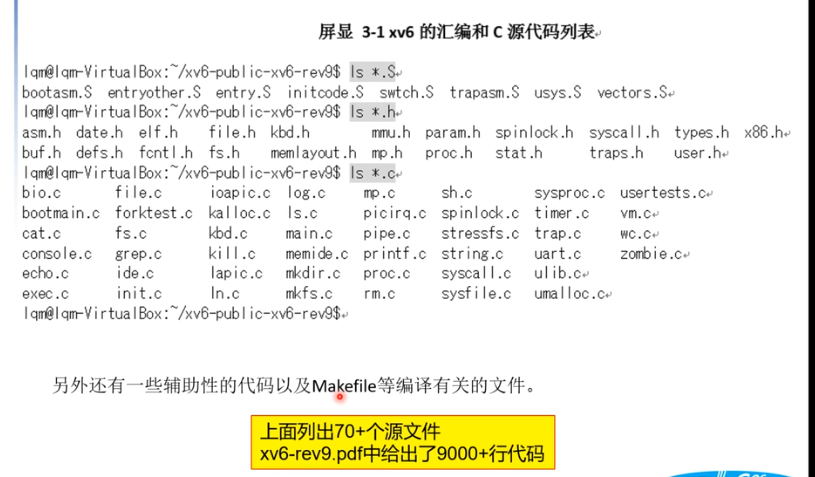 屏显 3-1 xv6 的汇编和 C 源代码列表
lqm@lqm-VirtualBox:~/xv6-public-xv6-rev9$ ls *.S
bootasm.S entryother.S entry.S initcode.S swtch.S trapasm.S usys.S vectors.S
lqm@lqm-VirtualBox:~/xv6-public-xv6-rev9$ ls *.h
asm.h date.h elf.h file.h kbd.h mmu.h param.h spinlock.h syscall.h types.h x86.h
buf.h defs.h fcntl.h fs.h memlayout.h mp.h proc.h stat.h traps.h user.h
lqm@lqm-VirtualBox:~/xv6-public-xv6-rev9$ ls *.c
bio.c file.c ioapic.c log.c mp.c sh.c sysproc.c usertests.c
bootmain.c forktest.c kalloc.c ls.c picirq.c spinlock.c timer.c vm.c
cat.c fs.c kbd.c main.c pipe.c stressfs.c trap.c wc.c
console.c grep.c kill.c memide.c printf.c string.c uart.c zombie.c
echo.c ide.c lapic.c mkdir.c proc.c syscall.c ulib.c
exec.c init.c ln.c mkfs.c rm.c sysfile.c umalloc.c
lqm@lqm-VirtualBox:~/xv6-public-xv6-rev9$
另外还有一些辅助性的代码以及Makefile等编译有关的文件。
上面列出70+个源文件
xv6-rev9.pdf中给出了9000+行代码